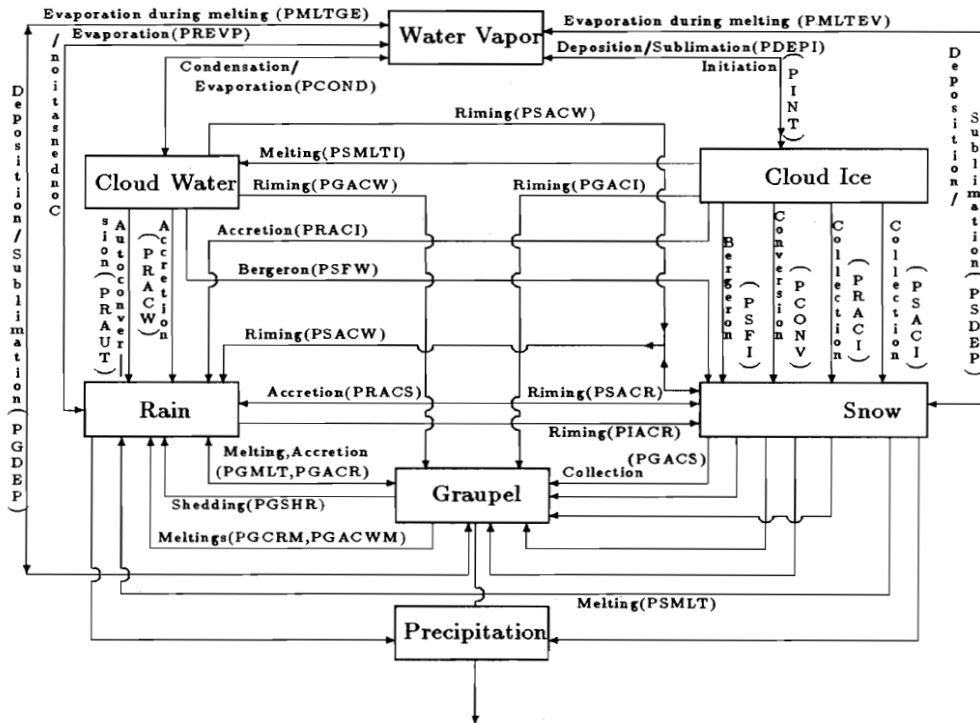 Evaporation during melting (PMLTGE)
Evaporation during melting (PMLTEV)
Evaporation(PREVP)
Water Vapor
Deposition/Sublimation(PDEPI)
Condensation/
Evaporation(PCOND)
Initiation
(PINT)
Deposition/
Sublimation(PSDEP)
Condensation/
Deposition/Sublimation(PGDEP)
Riming(PSACW)
Melting(PSMLTI)
Cloud Water
Cloud Ice
Riming(PGACW)
Riming(PGACI)
Accretion(PRACI)
Bergeron(PSFW)
Autoconver-
sion(PRAUT)
Accretion
(PRACW)
Bergeron
(PSFI)
Conversion
(PCONV)
Collection
(PRACI)
Collection
(PSACI)
Riming(PSACW)
Accretion(PRACS)
Riming(PSACR)
Rain
Snow
Riming(PIACR)
Melting,Accretion
(PGMLT,PGACR)
(PGACS)
Collection
Graupel
Shedding(PGSHR)
Meltings(PGCRM,PGACWM)
Melting(PSMLT)
Precipitation